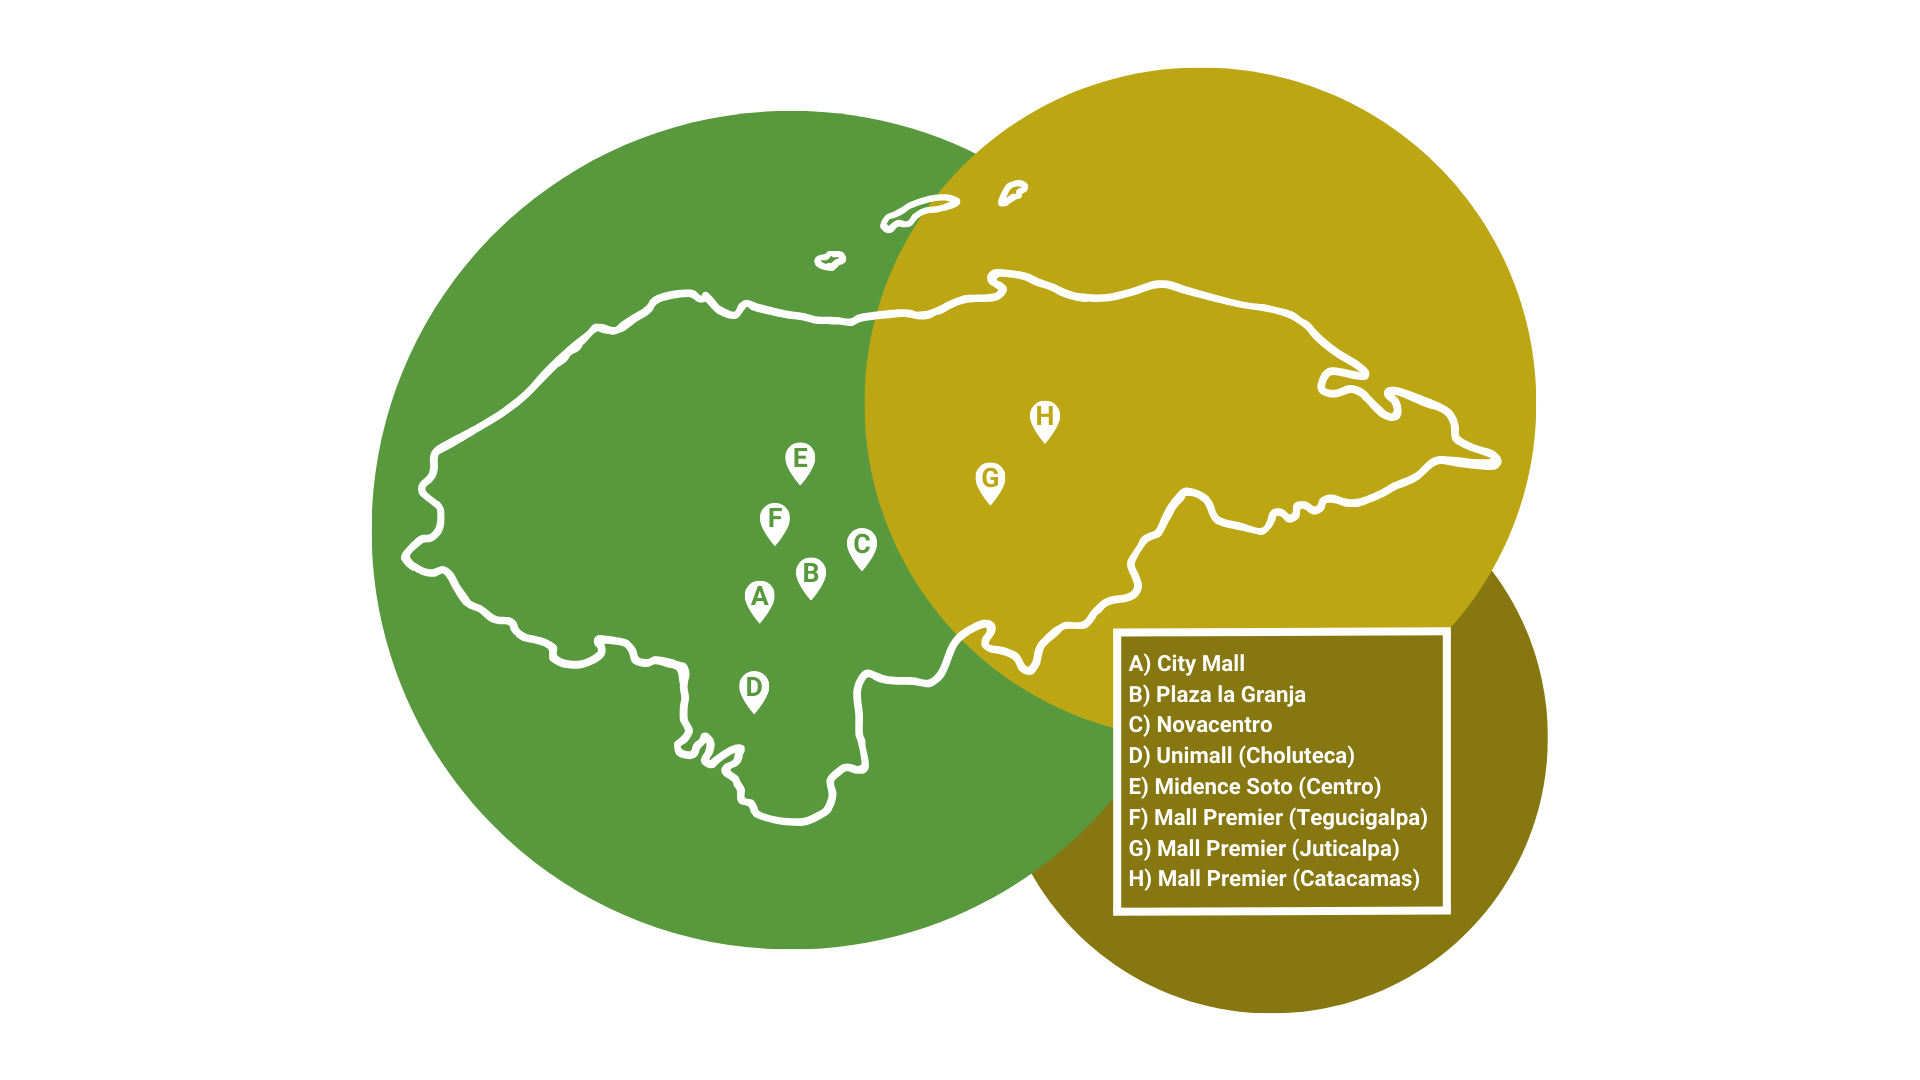 H
E
G
F
C
B
A
D
A) City Mall
B) Plaza la Granja
C) Novacentro
D) Unimall (Choluteca)
E) Midence Soto (Centro)
F) Mall Premier (Tegucigalpa)
G) Mall Premier (Juticalpa)
H) Mall Premier (Catacamas)